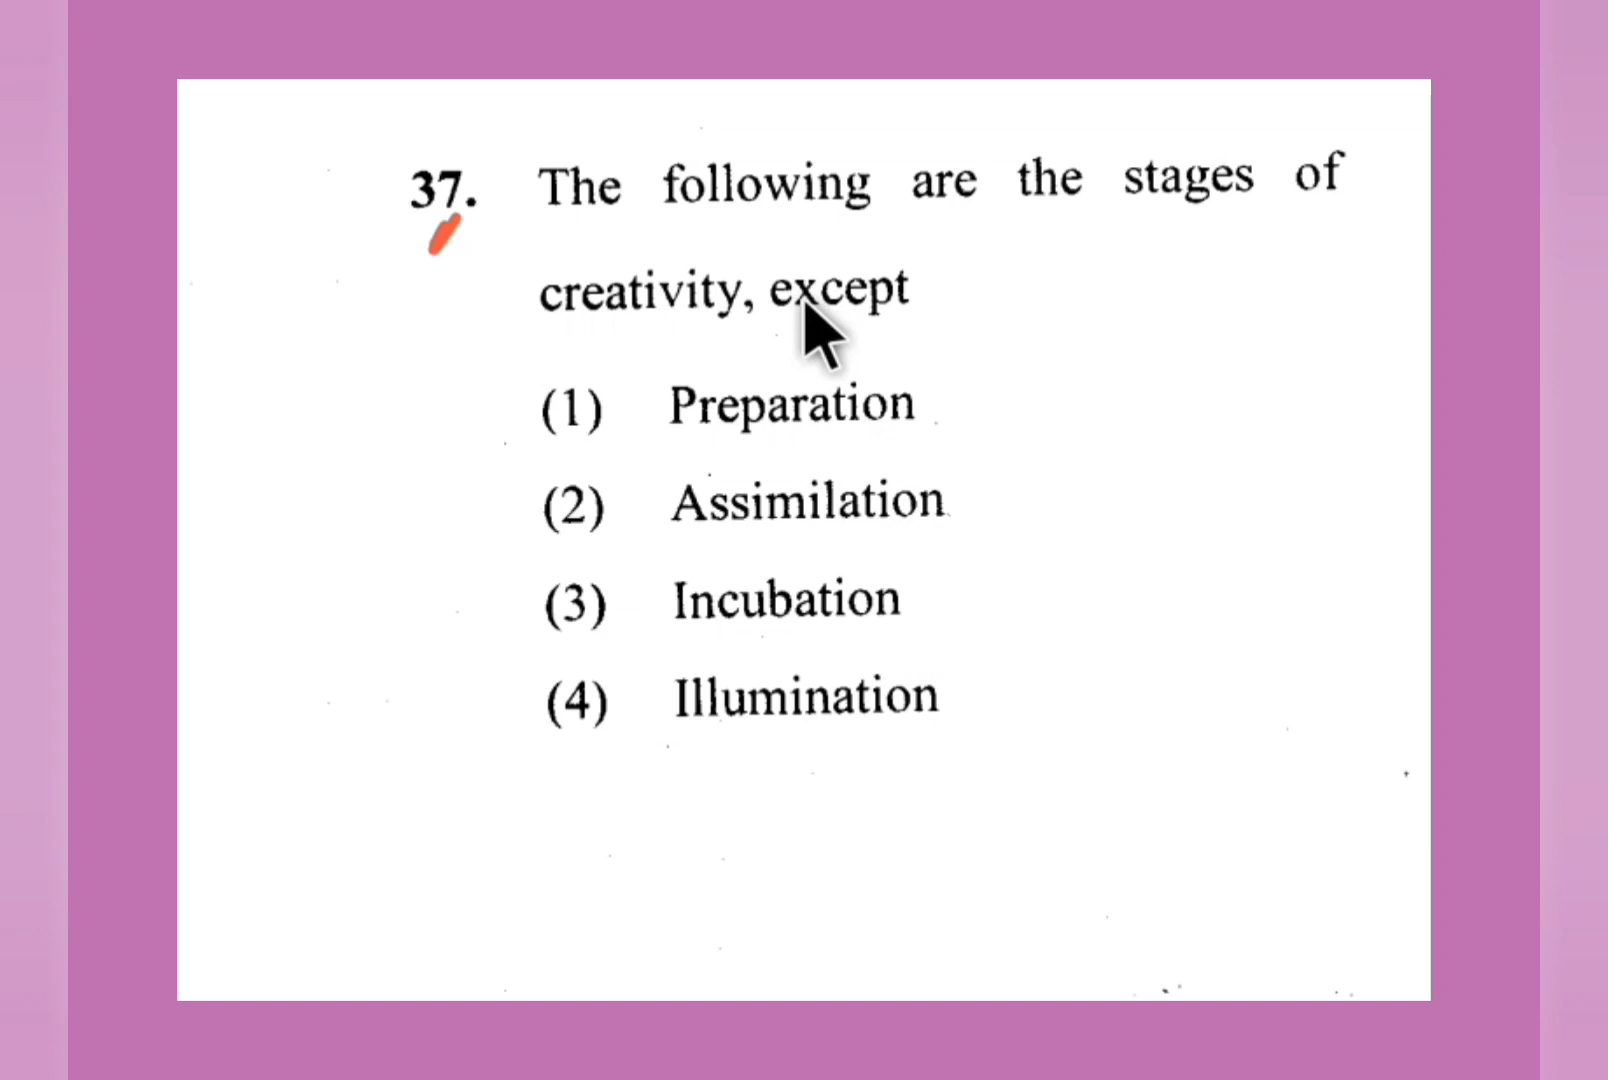 37. The following are the stages of
creativity, except
(1) Preparation
(2) Assimilation
(3) Incubation
(4) Illumination